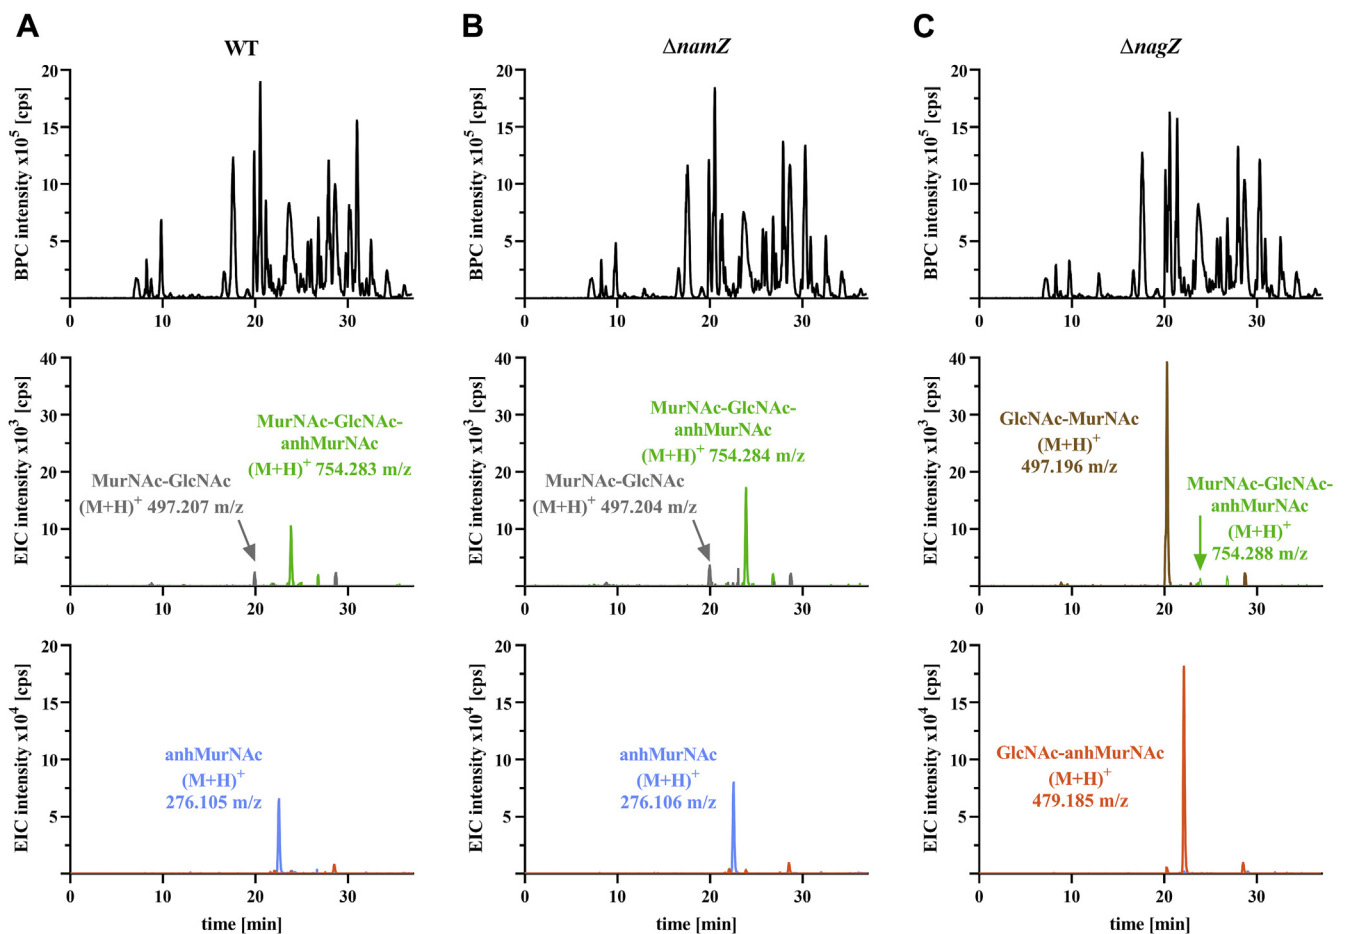 A
WT
BPC intensity x10⁵ [cps]
20
15
10
5
0
10
20
30
EIC intensity x10³ [cps]
40
30
20
10
MurNAc-GlcNAc-
anhMurNAc
(M+H)⁺ 754.283 m/z
MurNAc-GlcNAc
(M+H)⁺ 497.207 m/z
0
10
20
30
EIC intensity x10⁴ [cps]
20
15
10
5
anhMurNAc
(M+H)⁺
276.105 m/z
0
10
20
30
time [min]
B
ΔnamZ
BPC intensity x10⁵ [cps]
20
15
10
5
0
10
20
30
EIC intensity x10³ [cps]
40
30
20
10
MurNAc-GlcNAc-
anhMurNAc
(M+H)⁺ 754.284 m/z
MurNAc-GlcNAc
(M+H)⁺ 497.204 m/z
0
10
20
30
EIC intensity x10⁴ [cps]
20
15
10
5
anhMurNAc
(M+H)⁺
276.106 m/z
0
10
20
30
time [min]
C
ΔnagZ
BPC intensity x10⁵ [cps]
20
15
10
5
0
10
20
30
EIC intensity x10³ [cps]
40
30
20
10
GlcNAc-MurNAc
(M+H)⁺
497.196 m/z
MurNAc-GlcNAc-
anhMurNAc
(M+H)⁺
754.288 m/z
0
10
20
30
EIC intensity x10⁴ [cps]
20
15
10
5
GlcNAc-anhMurNAc
(M+H)⁺
479.185 m/z
0
10
20
30
time [min]